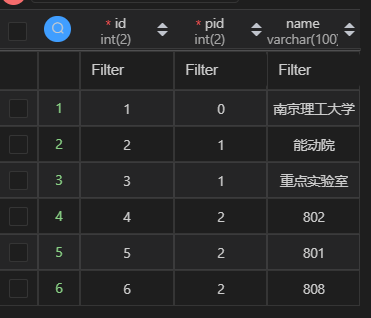 * id * pid name
int(2) int(2) varchar(100)
Filter Filter Filter
1 1 0 南京理工大学
2 2 1 能动院
3 3 1 重点实验室
4 4 2 802
5 5 2 801
6 6 2 808